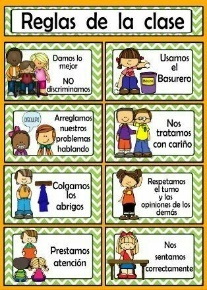 Reglas de la clase
Damos lo
mejor
NO
discriminamos
Usamos
el
Basurero
Arreglamos
nuestros
problemas
hablando
Nos
tratamos
con cariño
Colgamos
los
abrigos
Respetamos
el turno
y las
opiniones de los
demás
Prestamos
atención
Nos
sentamos
correctamente